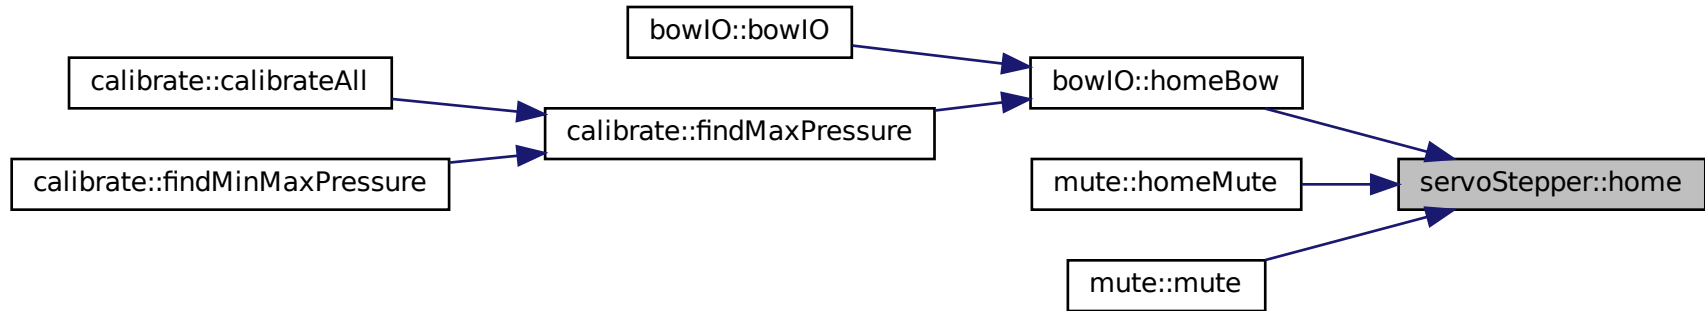 bowIO::bowIO
calibrate::calibrateAll
bowIO::homeBow
calibrate::findMaxPressure
calibrate::findMinMaxPressure
mute::homeMute
servoStepper::home
mute::mute